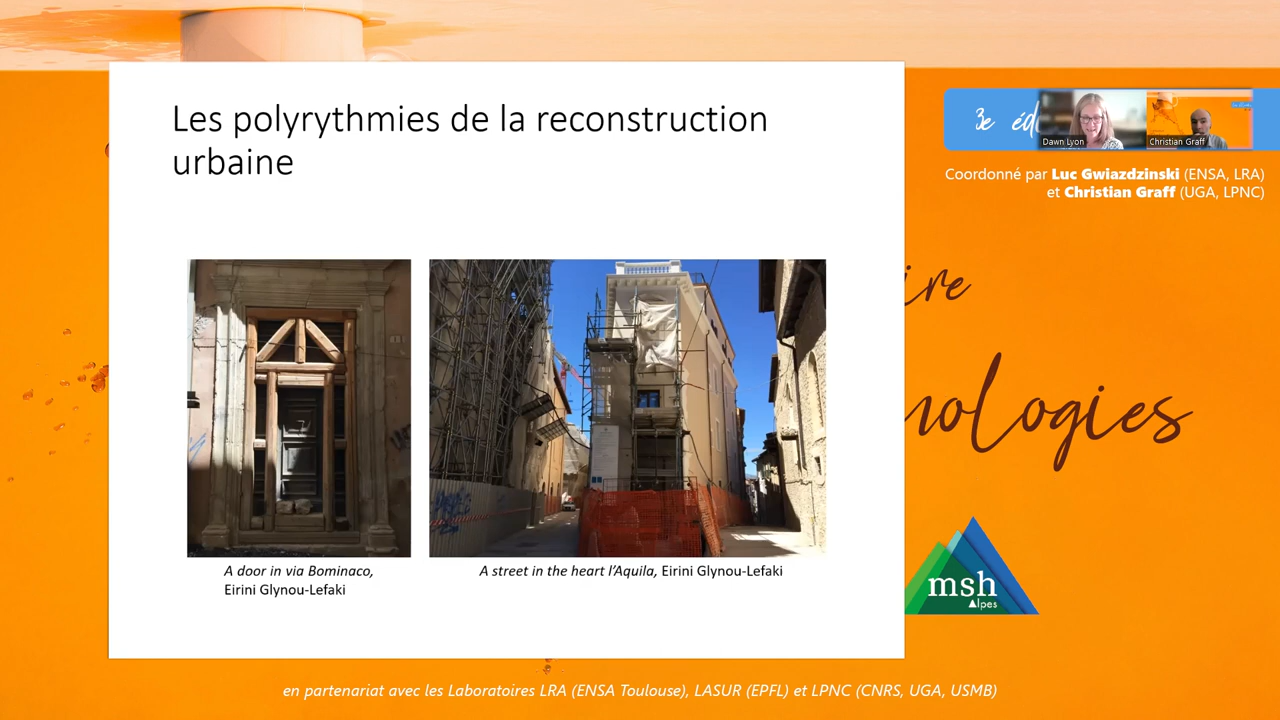 Les polyrythmies de la reconstruction
urbaine
A door in via Bominaco,
Eirini Glynou-Lefaki
A street in the heart l'Aquila, Eirini Glynou-Lefaki
3e éd
Dawn Lyon
Christian Graff
Coordonné par Luc Gwiazdzinski (ENSA, LRA)
et Christian Graff (UGA, LPNC)
ire
nologies
msh
Alpes
en partenariat avec les Laboratoires LRA (ENSA Toulouse), LASUR (EPFL) et LPNC (CNRS, UGA, USMB)